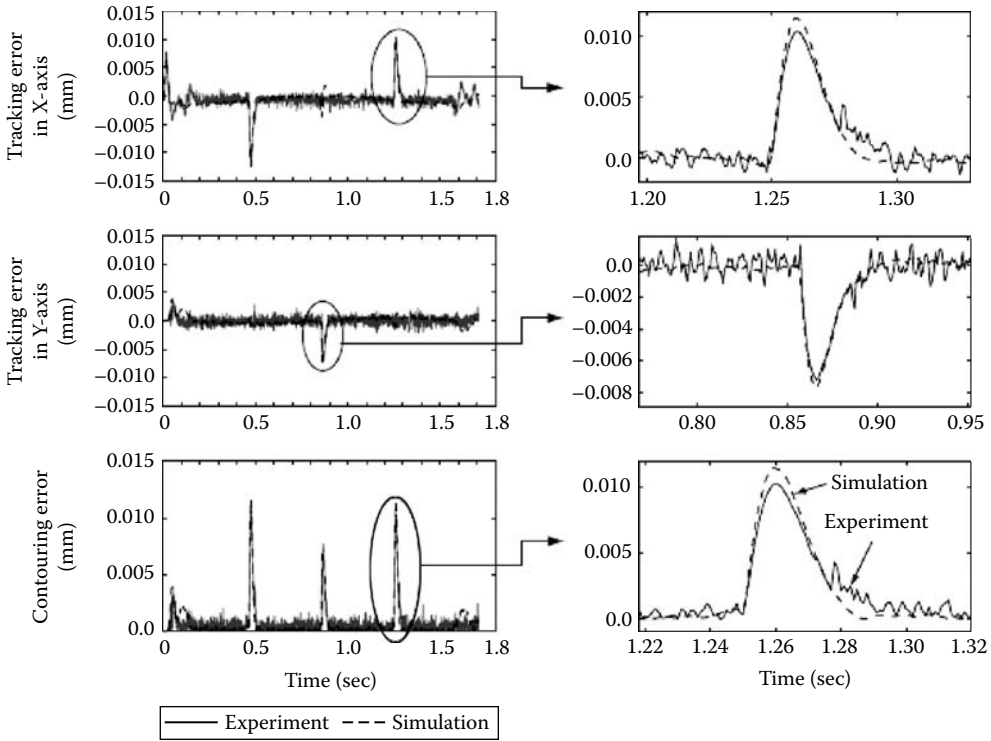 Tracking error
in X-axis
(mm)
0.015
0.010
0.005
0.0
−0.005
−0.010
−0.015
0 0.5 1.0 1.5 1.8
0.010
0.005
0.0
1.20 1.25 1.30
Tracking error
in Y-axis
(mm)
0.015
0.010
0.005
0.0
−0.005
−0.010
−0.015
0 0.5 1.0 1.5 1.8
0.0
−0.002
−0.004
−0.006
−0.008
0.80 0.85 0.90 0.95
Contouring error
(mm)
0.015
0.010
0.005
0.0
0 0.5 1.0 1.5 1.8
Time (sec)
0.010
0.005
0.0
Simulation
Experiment
1.22 1.24 1.26 1.28 1.30 1.32
Time (sec)
Experiment Simulation